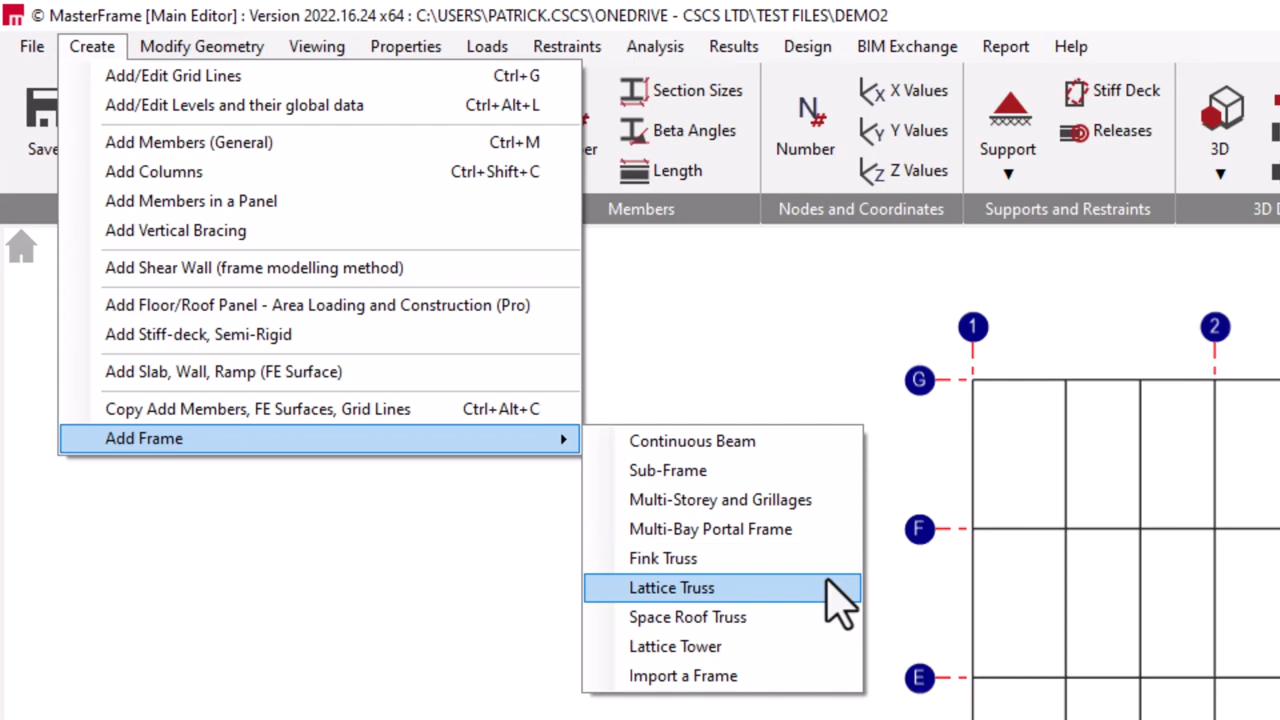 © MasterFrame [Main Editor] : Version 2022.16.24 x64 : C:\USERS\PATRICK.CSCS\ONEDRIVE - CSCS LTD\TEST FILES\DEMO2
File Create Modify Geometry Viewing Properties Loads Restraints Analysis Results Design BIM Exchange Report Help
Save
Add/Edit Grid Lines Ctrl+G
Add/Edit Levels and their global data Ctrl+Alt+L
Add Members (General) Ctrl+M
Add Columns Ctrl+Shift+C
Add Members in a Panel
Add Vertical Bracing
Add Shear Wall (frame modelling method)
Add Floor/Roof Panel - Area Loading and Construction (Pro)
Add Stiff-deck, Semi-Rigid
Add Slab, Wall, Ramp (FE Surface)
Copy Add Members, FE Surfaces, Grid Lines Ctrl+Alt+C
Add Frame
Continuous Beam
Sub-Frame
Multi-Storey and Grillages
Multi-Bay Portal Frame
Fink Truss
Lattice Truss
Space Roof Truss
Lattice Tower
Import a Frame
Section Sizes
Beta Angles
Length
Members
N#
Number
X X Values
Y Y Values
Z Z Values
Nodes and Coordinates
Support
Stiff Deck
Releases
Supports and Restraints
3D
3D
1 2
G
F
E